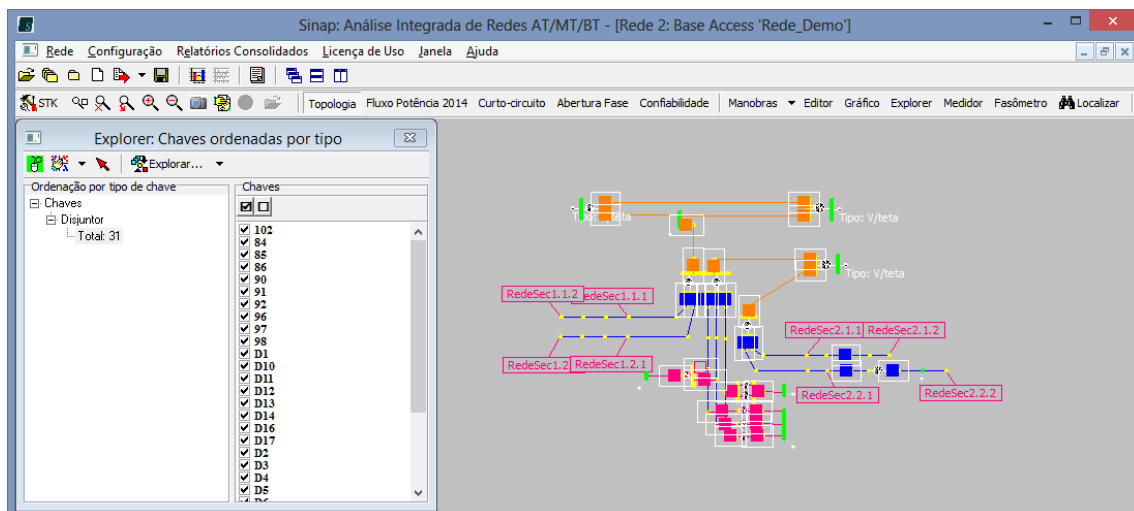 Sinap: Análise Integrada de Redes AT/MT/BT - [Rede 2: Base Access 'Rede_Demo']
Rede Configuração Relatórios Consolidados Licença de Uso Janela Ajuda
STK Topologia Fluxo Potência 2014 Curto-circuito Abertura Fase Confiabilidade Manobras Editor Gráfico Explorer Medidor Fasômetro Localizar
Explorer: Chaves ordenadas por tipo
Explorar...
Ordenação por tipo de chave
Chaves
Disjuntor
Total: 31
Chaves
102
84
85
86
90
91
92
96
97
98
D1
D10
D11
D12
D13
D14
D16
D17
D2
D3
D4
D5
D6
Tipo: V/teta
Tipo: V/teta
Tipo: V/teta
RedeSec1.1.2
RedeSec1.1.1
RedeSec2.1.1
RedeSec2.1.2
RedeSec1.2.1
RedeSec2.2.1
RedeSec2.2.2